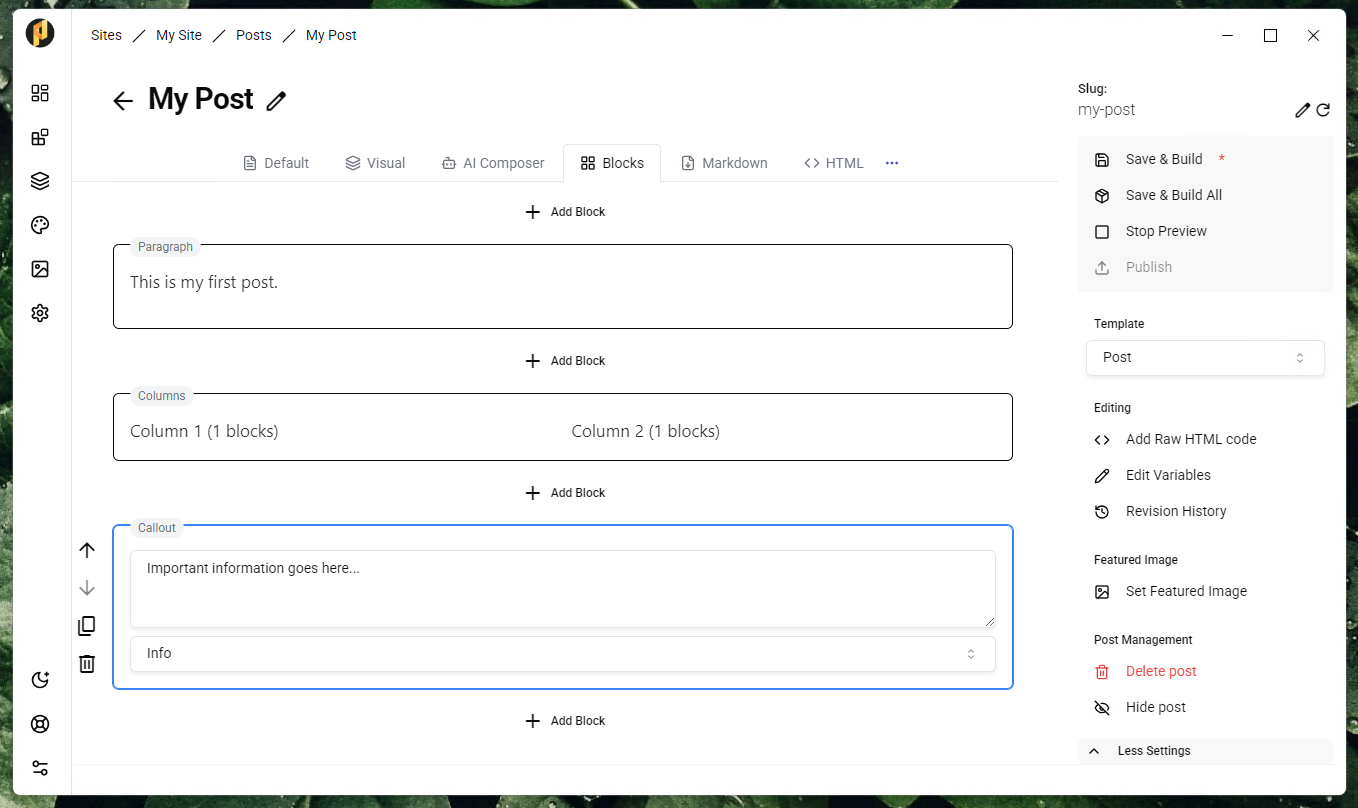 Sites / My Site / Posts / My Post
My Post
Default Visual AI Composer Blocks Markdown HTML ...
Add Block
Paragraph
This is my first post.
Add Block
Columns
Column 1 (1 blocks) Column 2 (1 blocks)
Add Block
Callout
Important information goes here...
Info
Add Block
Slug:
my-post
Save & Build *
Save & Build All
Stop Preview
Publish
Template
Post
Editing
Add Raw HTML code
Edit Variables
Revision History
Featured Image
Set Featured Image
Post Management
Delete post
Hide post
Less Settings